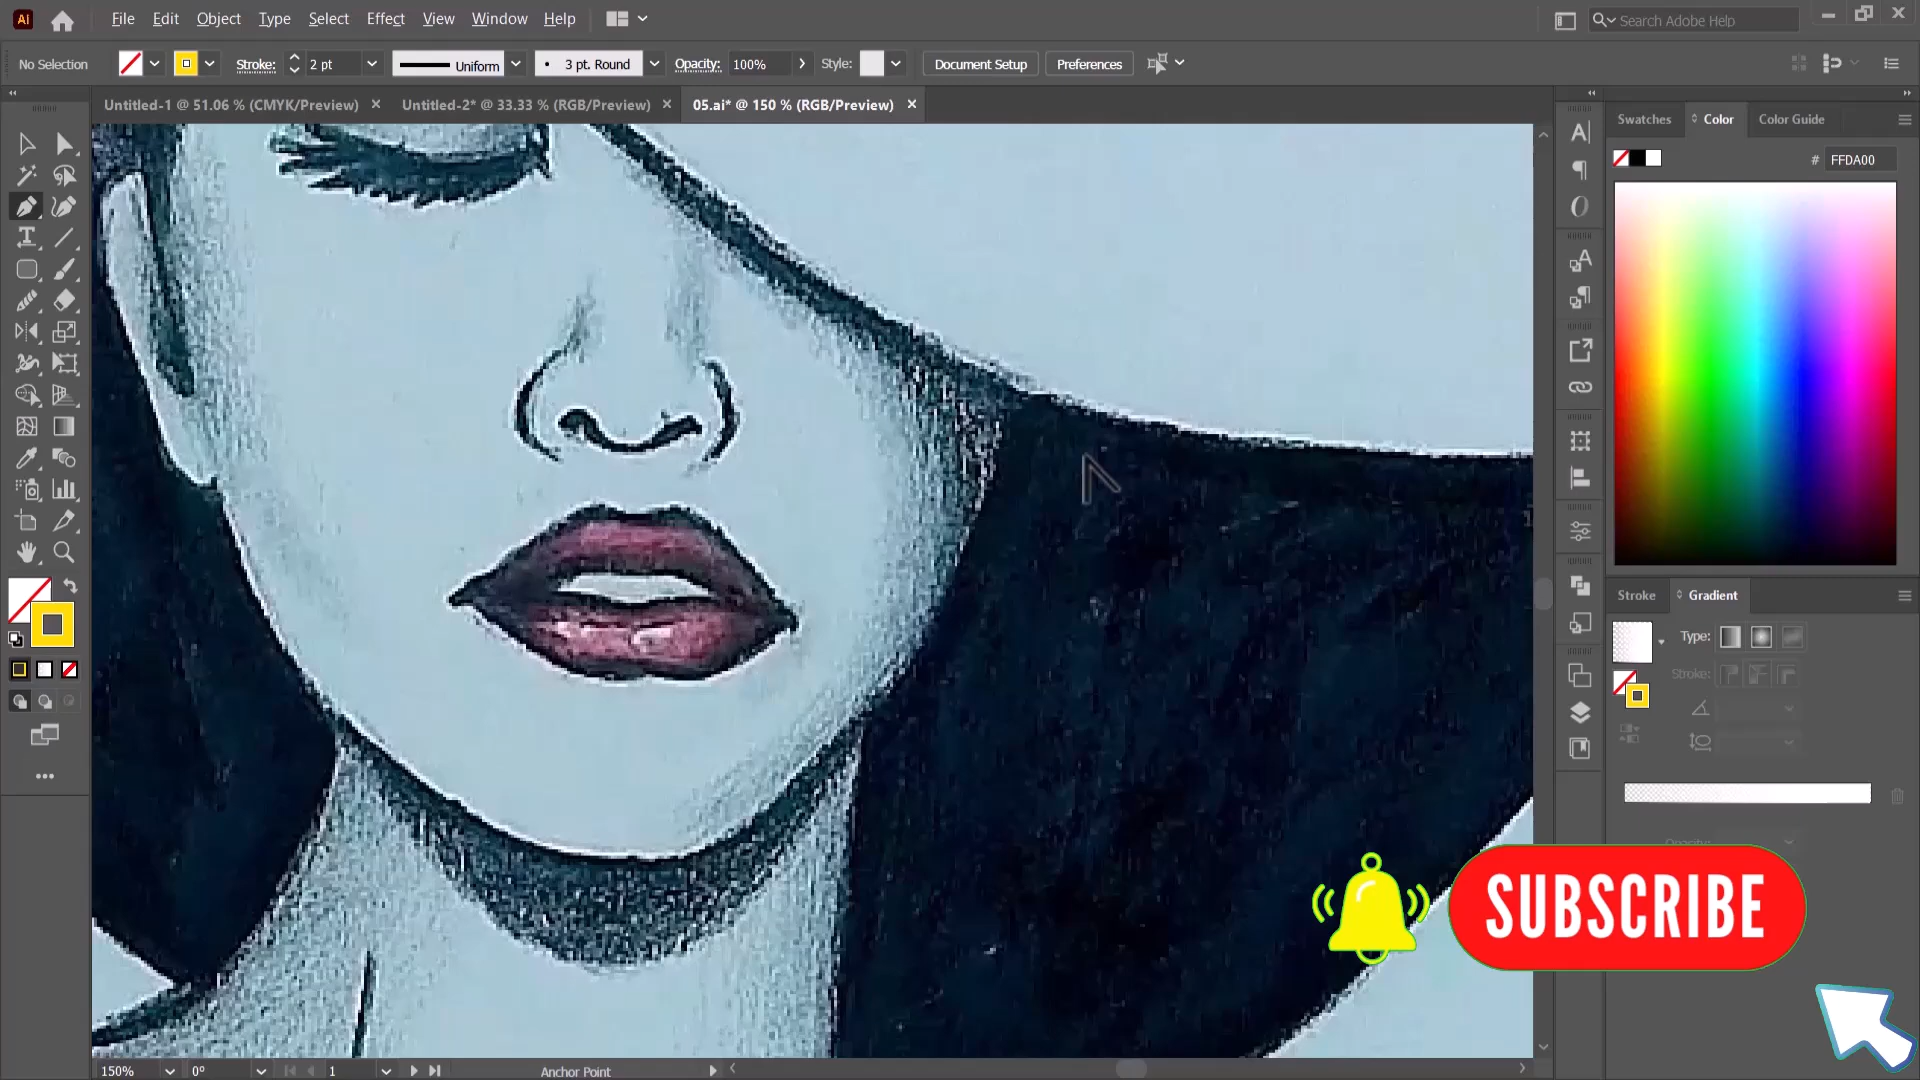 Ai File Edit Object Type Select Effect View Window Help Search Adobe Help
No Selection Stroke: 2 pt Uniform 3 pt. Round Opacity: 100% Style: Document Setup Preferences
Untitled-1 @ 51.06 % (CMYK/Preview) × Untitled-2* @ 33.33 % (RGB/Preview) × 05.ai* @ 150 % (RGB/Preview) ×
Swatches Color Color Guide
# FFDA00
Stroke Gradient
Type:
Stroke:
Opacity:
SUBSCRIBE
150% 0° 1 Anchor Point